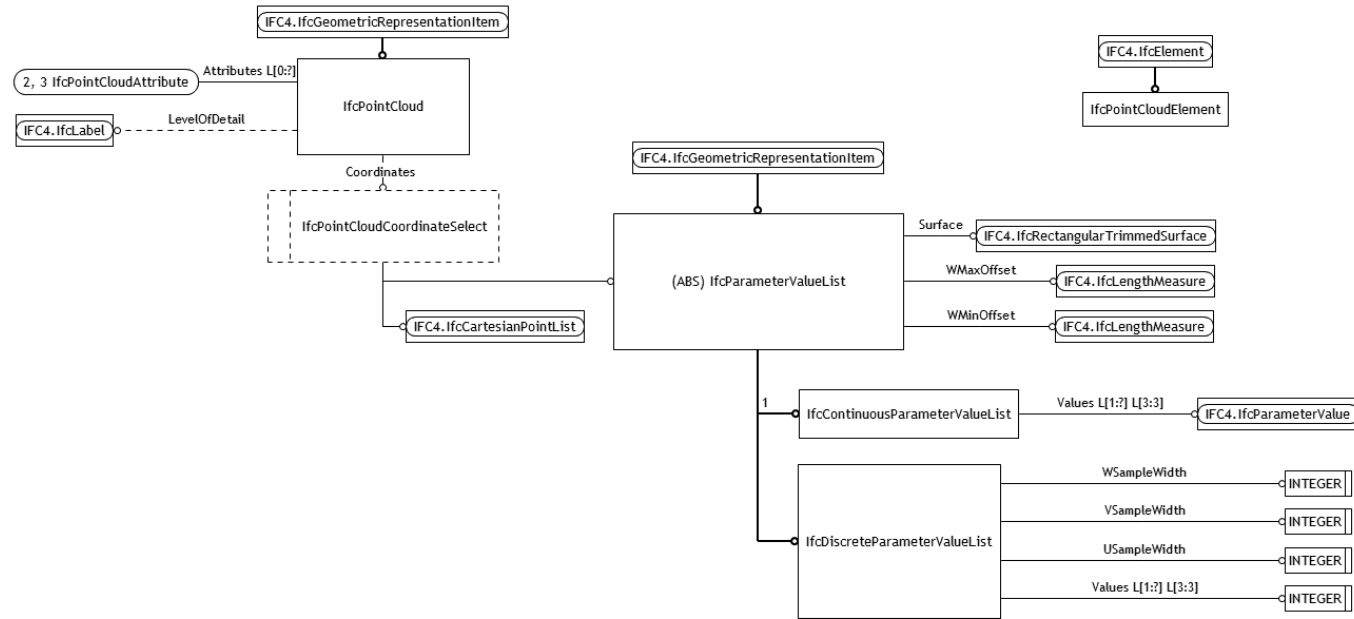 IFC4.IfcGeometricRepresentationItem
IFC4.IfcElement
2, 3 IfcPointCloudAttribute
Attributes L[0:?]
IfcPointCloud
IfcPointCloudElement
IFC4.IfcLabel
LevelOfDetail
Coordinates
IFC4.IfcGeometricRepresentationItem
IfcPointCloudCoordinateSelect
Surface
IFC4.IfcRectangularTrimmedSurface
(ABS) IfcParameterValueList
WMaxOffset
IFC4.IfcLengthMeasure
IFC4.IfcCartesianPointList
WMinOffset
IFC4.IfcLengthMeasure
1
IfcContinuousParameterValueList
Values L[1:?] L[3:3]
IFC4.IfcParameterValue
WSampleWidth
INTEGER
VSampleWidth
INTEGER
IfcDiscreteParameterValueList
USampleWidth
INTEGER
Values L[1:?] L[3:3]
INTEGER